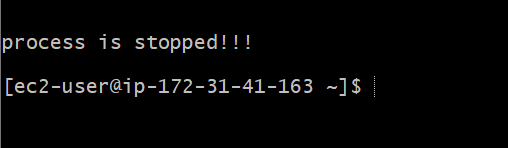 process is stopped!!!
[ec2-user@ip-172-31-41-163 ~]$